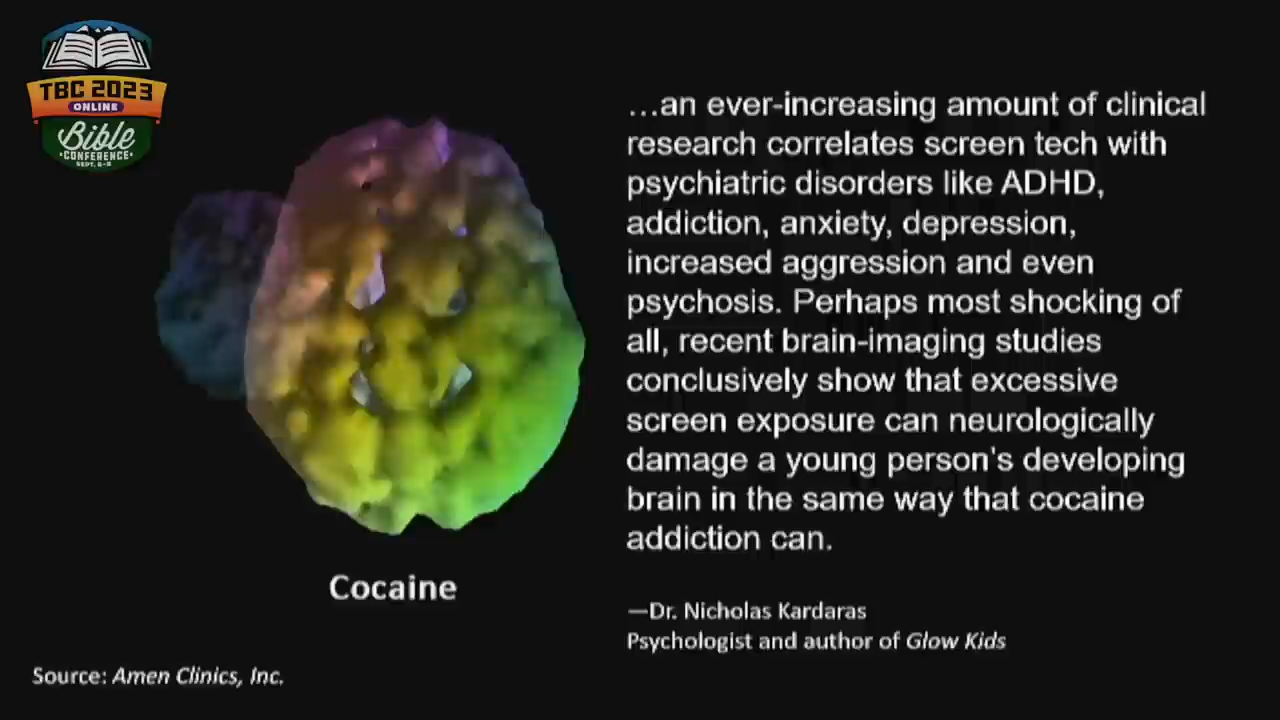 TBC 2023
ONLINE
Bible
•CONFERENCE•
SEPT. 6-8
…an ever-increasing amount of clinical
research correlates screen tech with
psychiatric disorders like ADHD,
addiction, anxiety, depression,
increased aggression and even
psychosis. Perhaps most shocking of
all, recent brain-imaging studies
conclusively show that excessive
screen exposure can neurologically
damage a young person's developing
brain in the same way that cocaine
addiction can.
Cocaine
—Dr. Nicholas Kardaras
Psychologist and author of Glow Kids
Source: Amen Clinics, Inc.